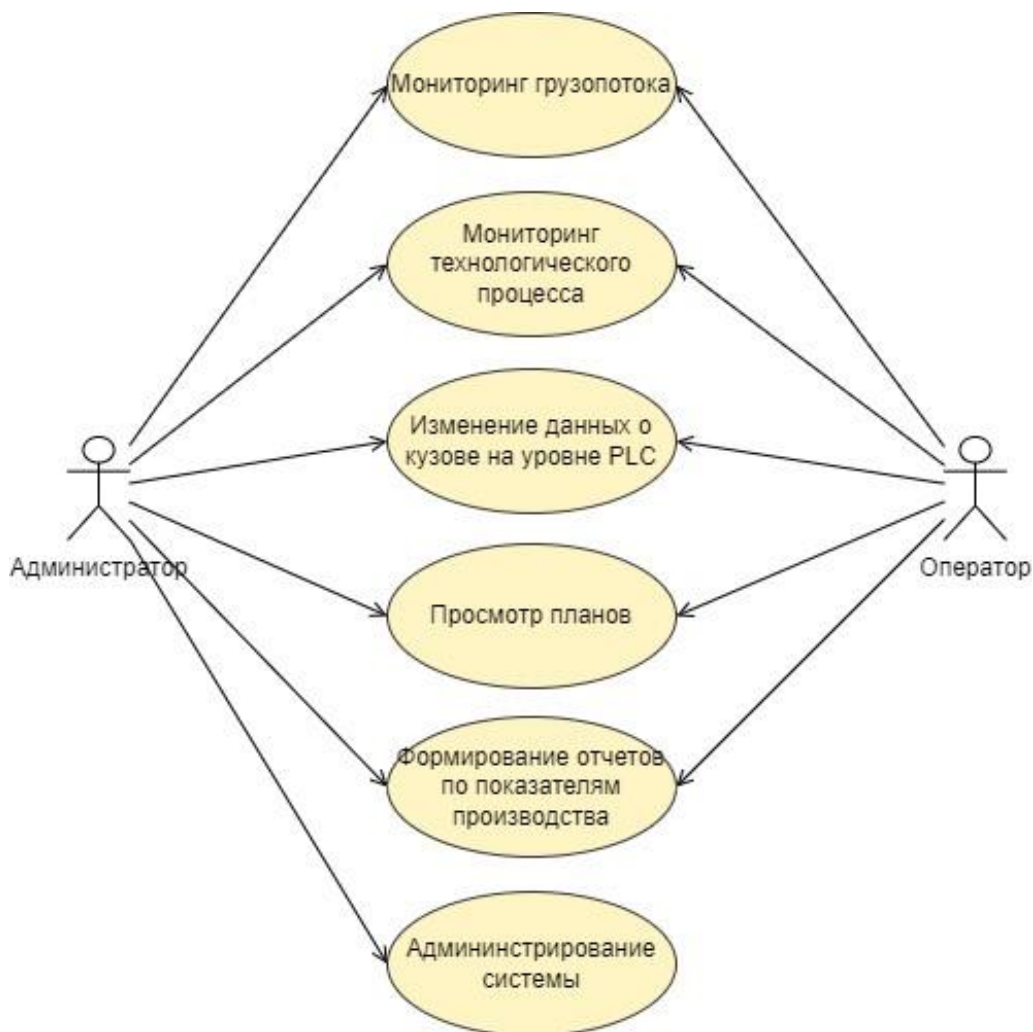 Мониторинг грузопотока
Мониторинг
технологического
процесса
Изменение данных о
кузове на уровне PLC
Администратор
Оператор
Просмотр планов
Формирование отчетов
по показателям
производства
Админинстрирование
системы